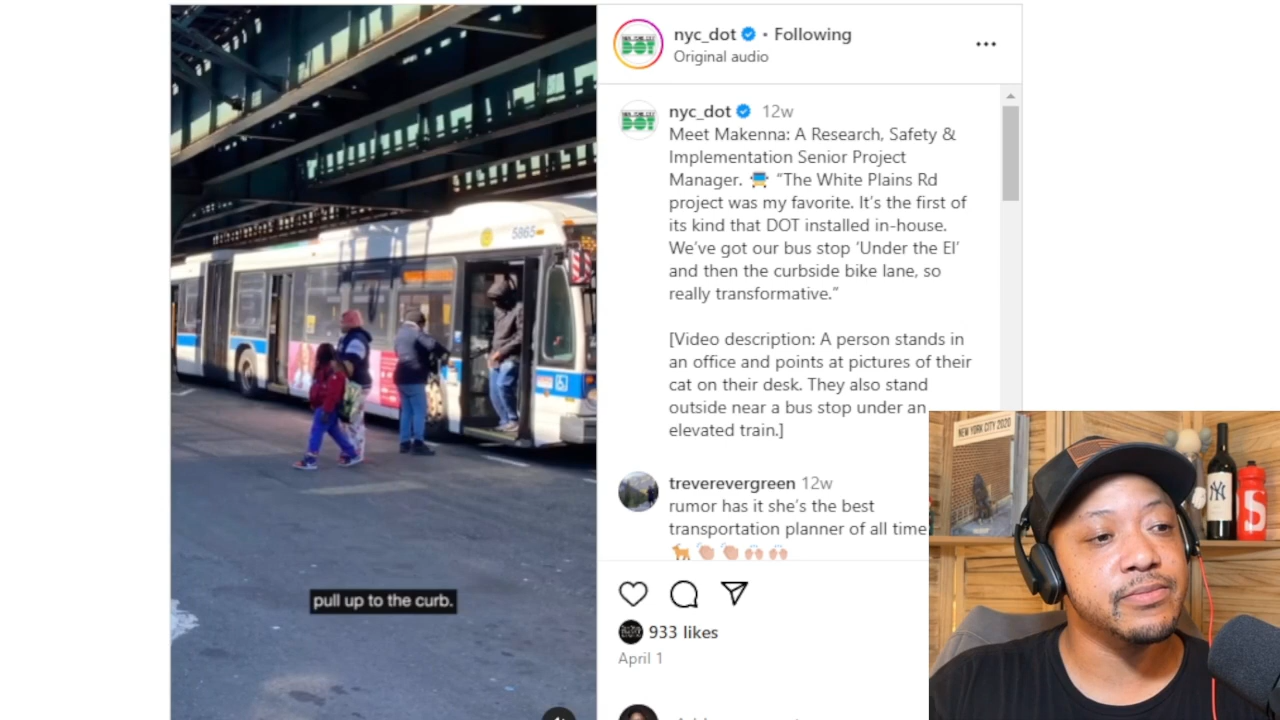 5865
pull up to the curb.
nyc_dot • Following
Original audio
nyc_dot 12w
Meet Makenna: A Research, Safety &
Implementation Senior Project
Manager. 🚍 “The White Plains Rd
project was my favorite. It’s the first of
its kind that DOT installed in-house.
We’ve got our bus stop ‘Under the El’
and then the curbside bike lane, so
really transformative.”
[Video description: A person stands in
an office and points at pictures of their
cat on their desk. They also stand
outside near a bus stop under an
elevated train.]
treverevergreen 12w
rumor has it she’s the best
transportation planner of all time
🐐👏🏼👏🏼🙌🏼🙌🏼
933 likes
April 1
NEW YORK CITY 2020